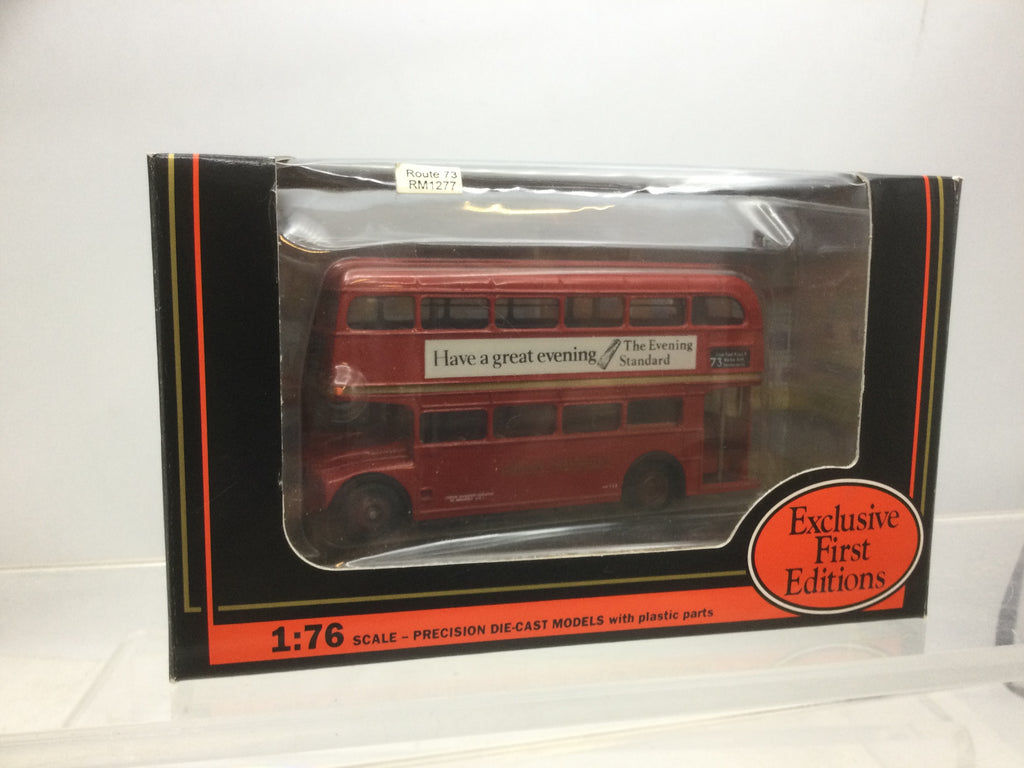 Route 73
RM1277
Have a great evening
The Evening
Standard
73
Exclusive
First
Editions
1:76 SCALE – PRECISION DIE-CAST MODELS with plastic parts